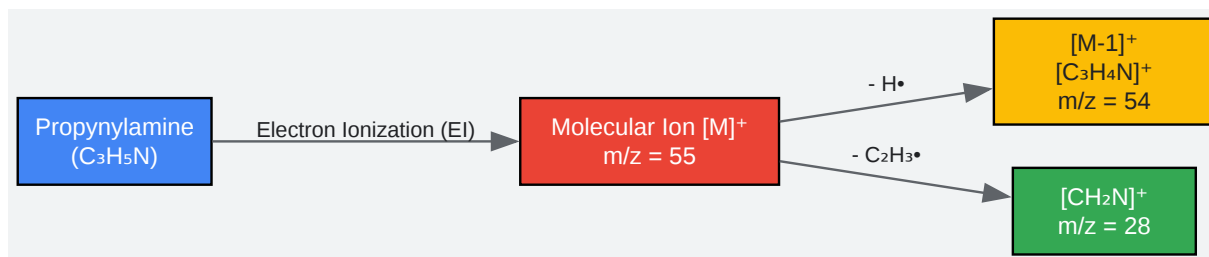 Propynylamine
(C₃H₅N)
Electron Ionization (EI)
Molecular Ion [M]⁺
m/z = 55
- H•
[M-1]⁺
[C₃H₄N]⁺
m/z = 54
- C₂H₃•
[CH₂N]⁺
m/z = 28